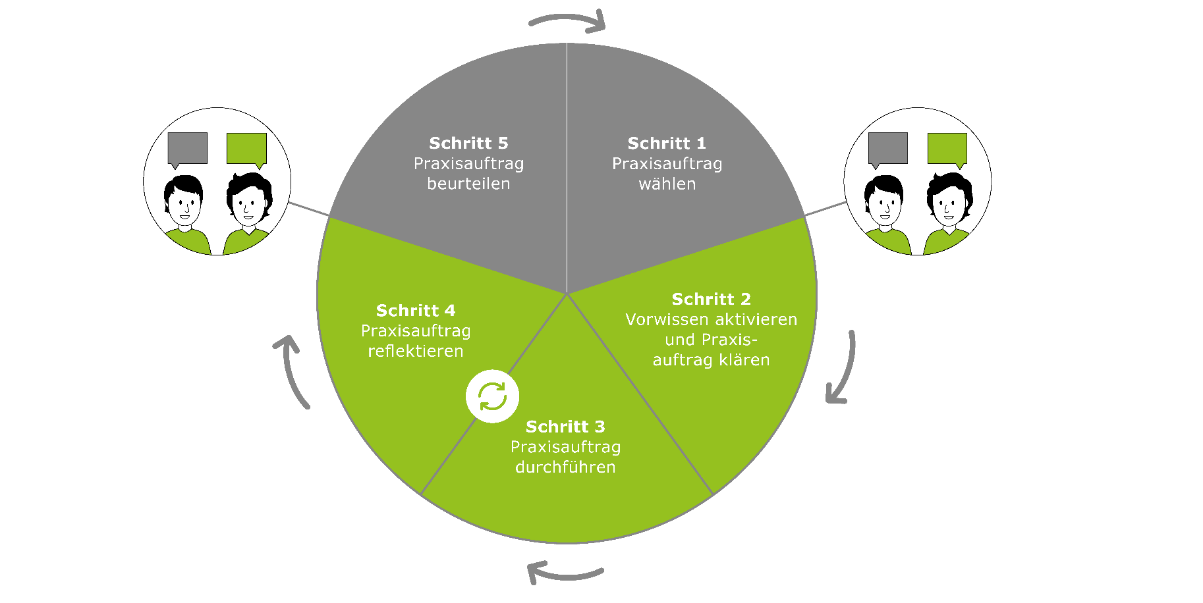 Schritt 1
Praxisauftrag
wählen
Schritt 2
Vorwissen aktivieren
und Praxis-
auftrag klären
Schritt 3
Praxisauftrag
durchführen
Schritt 4
Praxisauftrag
reflektieren
Schritt 5
Praxisauftrag
beurteilen